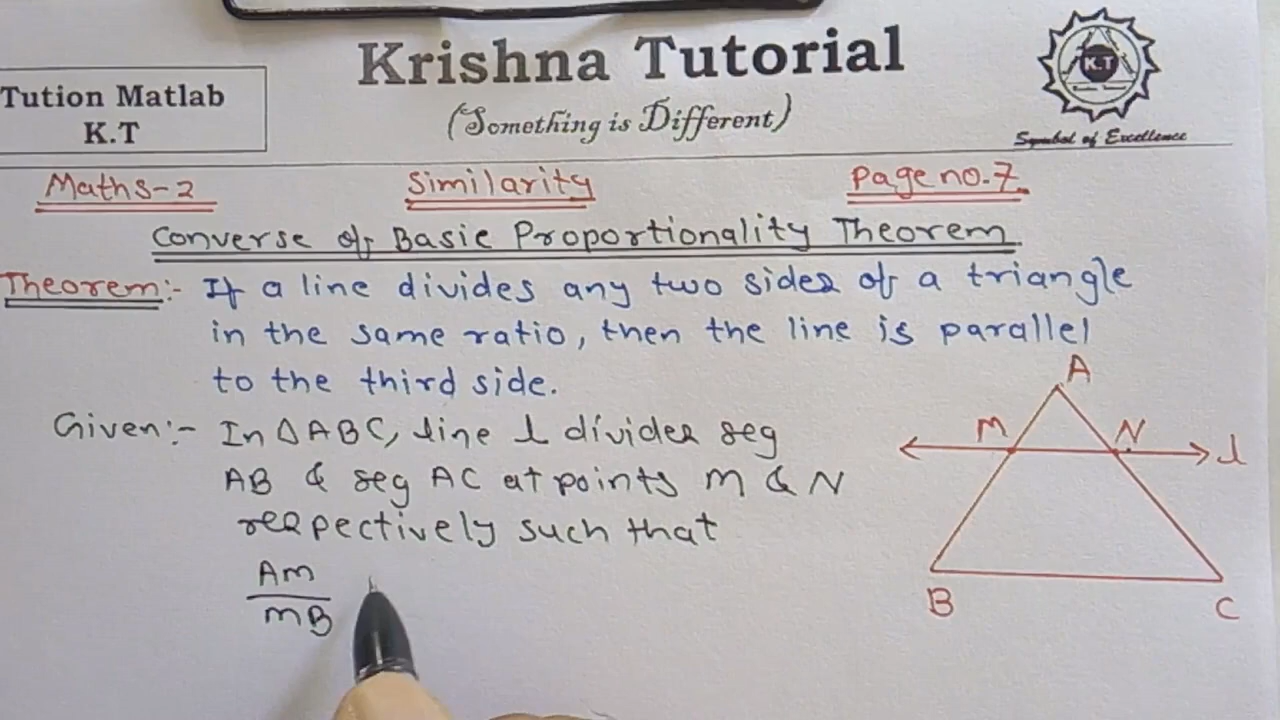 Krishna Tutorial
(Something is Different)
Tution Matlab
K.T
K.T
Symbol of Excellence
Maths-2
Similarity
Page no.7
Converse of Basic Proportionality Theorem
Theorem:- If a line divides any two sides of a triangle
in the same ratio, then the line is parallel
to the third side.
Given:- In △ABC, line l divides seg
AB & seg AC at points M & N
respectively such that
AM
MB
A
M
N
l
B
C